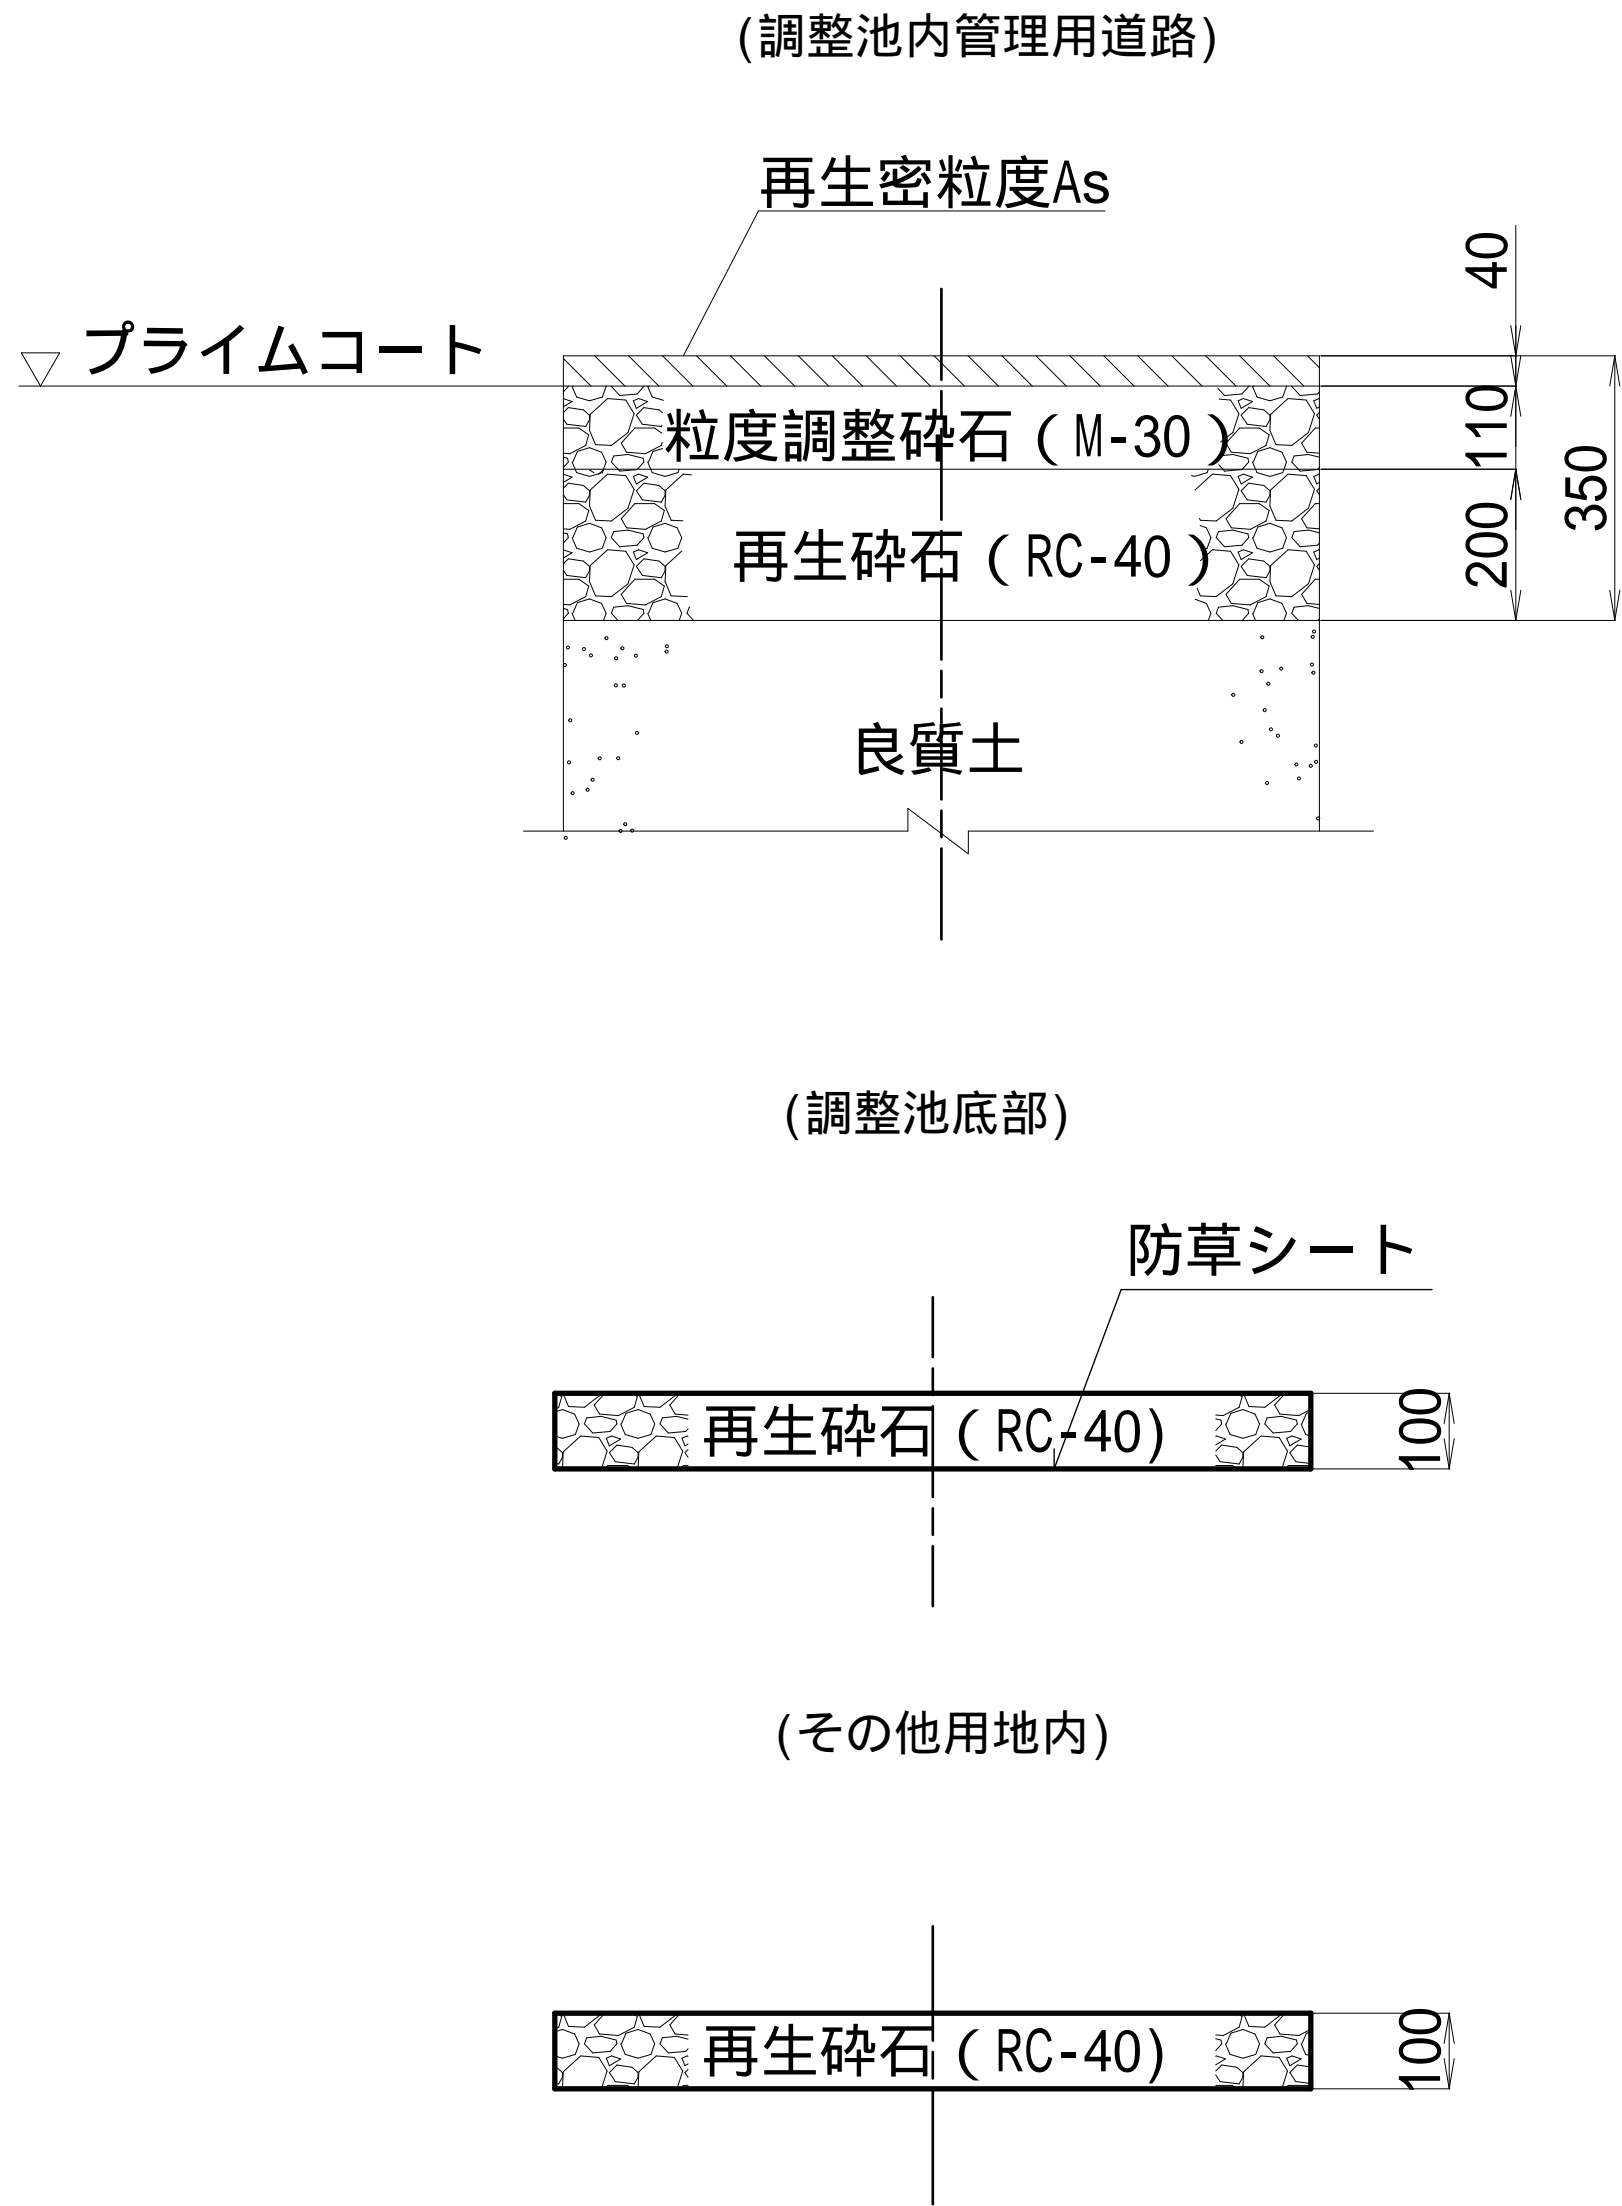 (調整池内管理用道路)
再生密粒度As
40
プライムコート
粒度調整砕石(M-30)
110
350
再生砕石(RC-40)
200
良質土
(調整池底部)
防草シート
再生砕石(RC-40)
100
(その他用地内)
再生砕石(RC-40)
100